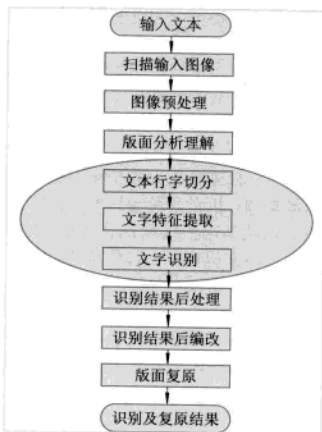 输入文本
扫描输入图像
图像预处理
版面分析理解
文本行字切分
文字特征提取
文字识别
识别结果后处理
识别结果后编改
版面复原
识别及复原结果